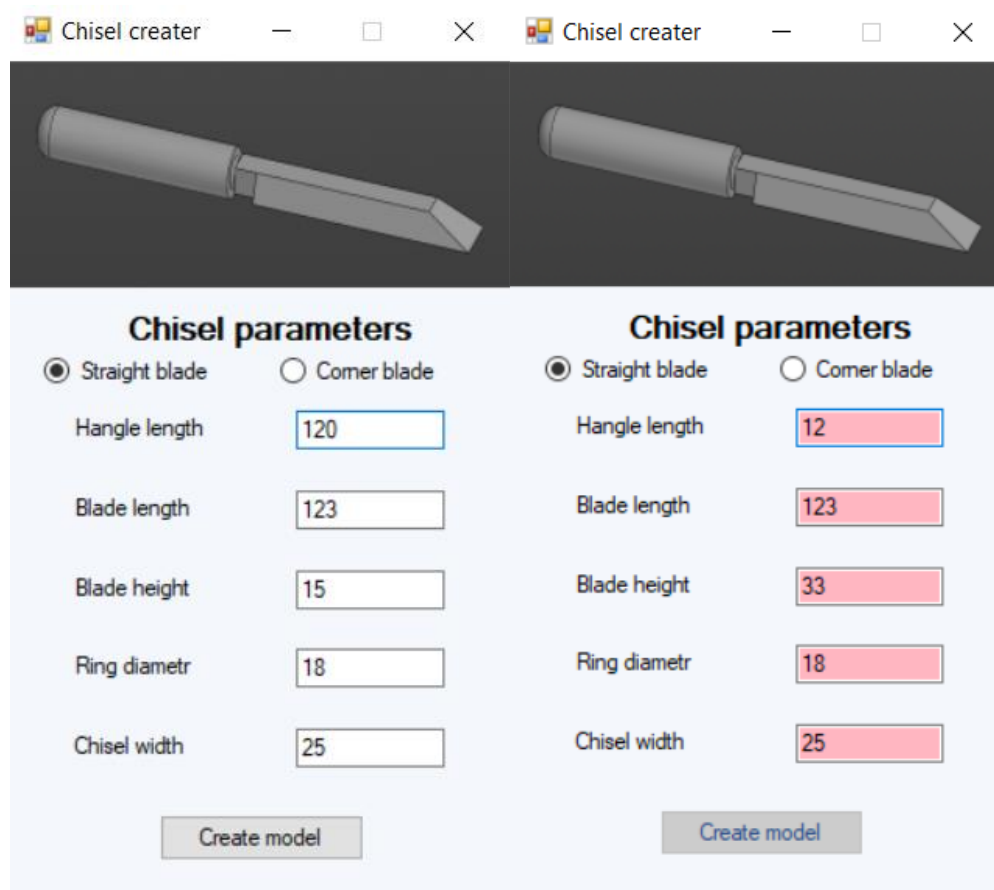 Chisel creater
Chisel parameters
Straight blade Corner blade
Hangle length 120
Blade length 123
Blade height 15
Ring diametr 18
Chisel width 25
Create model
Chisel creater
Chisel parameters
Straight blade Corner blade
Hangle length 12
Blade length 123
Blade height 33
Ring diametr 18
Chisel width 25
Create model